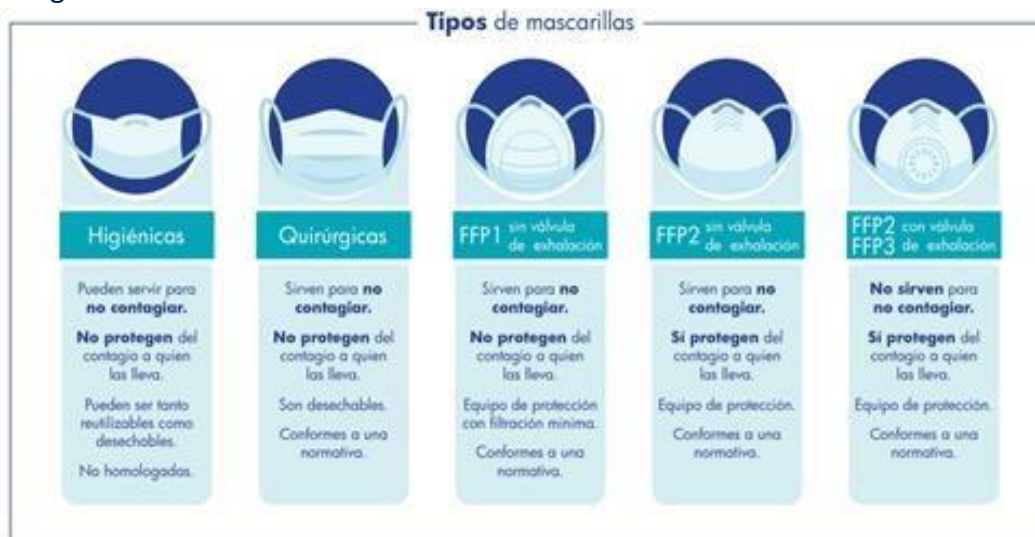 Tipos de mascarillas
Higiénicas
Pueden servir para
no contagiar.
No protegen del
contagio a quien
las lleva.
Pueden ser tanto
reutilizables como
desechables.
No homologadas.
Quirúrgicas
Sirven para no
contagiar.
No protegen del
contagio a quien
las lleva.
Son desechables.
Conformes a una
normativa.
FFP1 sin válvula
de exhalación
Sirven para no
contagiar.
No protegen del
contagio a quien
las lleva.
Equipo de protección
con filtración mínima.
Conformes a una
normativa.
FFP2 sin válvula
de exhalación
Sirven para no
contagiar.
Sí protegen del
contagio a quien
las lleva.
Equipo de protección.
Conformes a una
normativa.
FFP2 con válvula
FFP3 de exhalación
No sirven para
no contagiar.
Sí protegen del
contagio a quien
las lleva.
Equipo de protección.
Conformes a una
normativa.